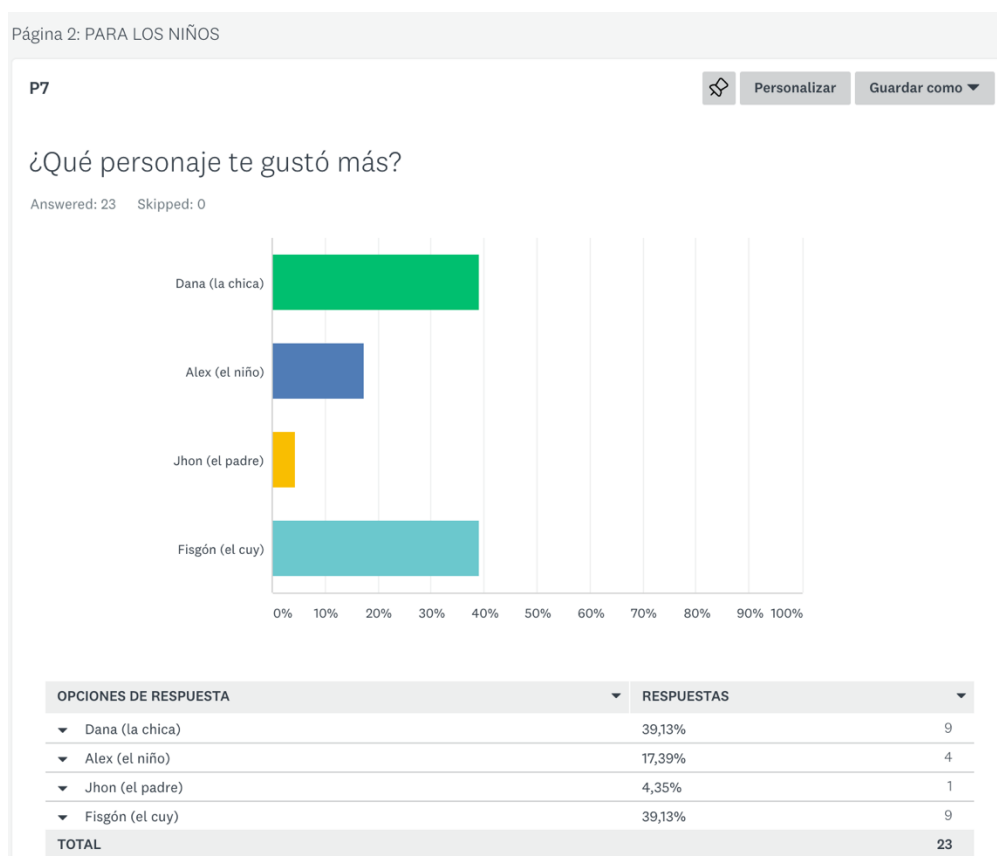 Página 2: PARA LOS NIÑOS
P7
Personalizar
Guardar como
¿Qué personaje te gustó más?
Answered: 23 Skipped: 0
Dana (la chica)
Alex (el niño)
Jhon (el padre)
Fisgón (el cuy)
0% 10% 20% 30% 40% 50% 60% 70% 80% 90% 100%
OPCIONES DE RESPUESTA RESPUESTAS
Dana (la chica) 39,13% 9
Alex (el niño) 17,39% 4
Jhon (el padre) 4,35% 1
Fisgón (el cuy) 39,13% 9
TOTAL 23